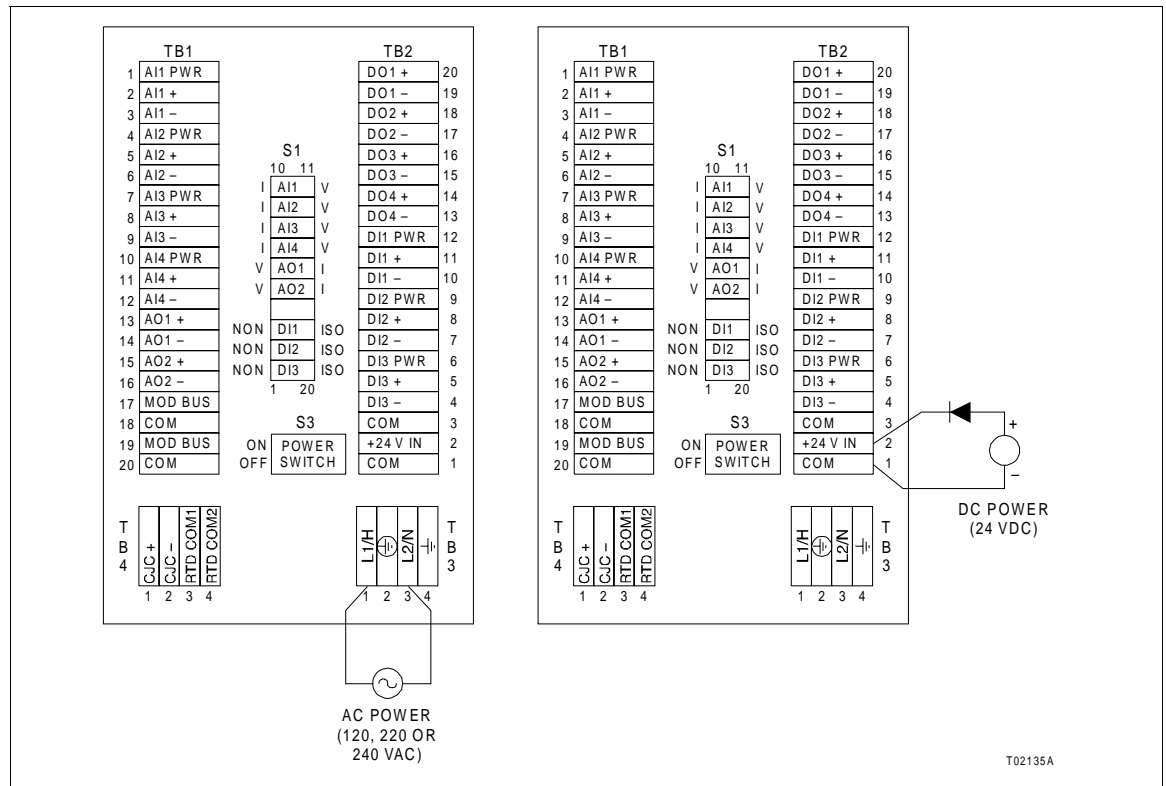 TB1
1 AI1 PWR
2 AI1 +
3 AI1 –
4 AI2 PWR
5 AI2 +
6 AI2 –
7 AI3 PWR
8 AI3 +
9 AI3 –
10 AI4 PWR
11 AI4 +
12 AI4 –
13 AO1 +
14 AO1 –
15 AO2 +
16 AO2 –
17 MOD BUS
18 COM
19 MOD BUS
20 COM
S1
10 11
I AI1 V
I AI2 V
I AI3 V
I AI4 V
V AO1 I
V AO2 I
NON DI1 ISO
NON DI2 ISO
NON DI3 ISO
1 20
S3
ON POWER
OFF SWITCH
TB2
DO1 + 20
DO1 – 19
DO2 + 18
DO2 – 17
DO3 + 16
DO3 – 15
DO4 + 14
DO4 – 13
DI1 PWR 12
DI1 + 11
DI1 – 10
DI2 PWR 9
DI2 + 8
DI2 – 7
DI3 PWR 6
DI3 + 5
DI3 – 4
COM 3
+24 V IN 2
COM 1
TB4
CJC +
CJC –
RTD COM1
RTD COM2
1 2 3 4
L1/H
L2/N
TB3
1 2 3 4
AC POWER
(120, 220 OR
240 VAC)
TB1
1 AI1 PWR
2 AI1 +
3 AI1 –
4 AI2 PWR
5 AI2 +
6 AI2 –
7 AI3 PWR
8 AI3 +
9 AI3 –
10 AI4 PWR
11 AI4 +
12 AI4 –
13 AO1 +
14 AO1 –
15 AO2 +
16 AO2 –
17 MOD BUS
18 COM
19 MOD BUS
20 COM
S1
10 11
I AI1 V
I AI2 V
I AI3 V
I AI4 V
V AO1 I
V AO2 I
NON DI1 ISO
NON DI2 ISO
NON DI3 ISO
1 20
S3
ON POWER
OFF SWITCH
TB2
DO1 + 20
DO1 – 19
DO2 + 18
DO2 – 17
DO3 + 16
DO3 – 15
DO4 + 14
DO4 – 13
DI1 PWR 12
DI1 + 11
DI1 – 10
DI2 PWR 9
DI2 + 8
DI2 – 7
DI3 PWR 6
DI3 + 5
DI3 – 4
COM 3
+24 V IN 2
COM 1
+
–
DC POWER
(24 VDC)
TB4
CJC +
CJC –
RTD COM1
RTD COM2
1 2 3 4
L1/H
L2/N
TB3
1 2 3 4
T02135A